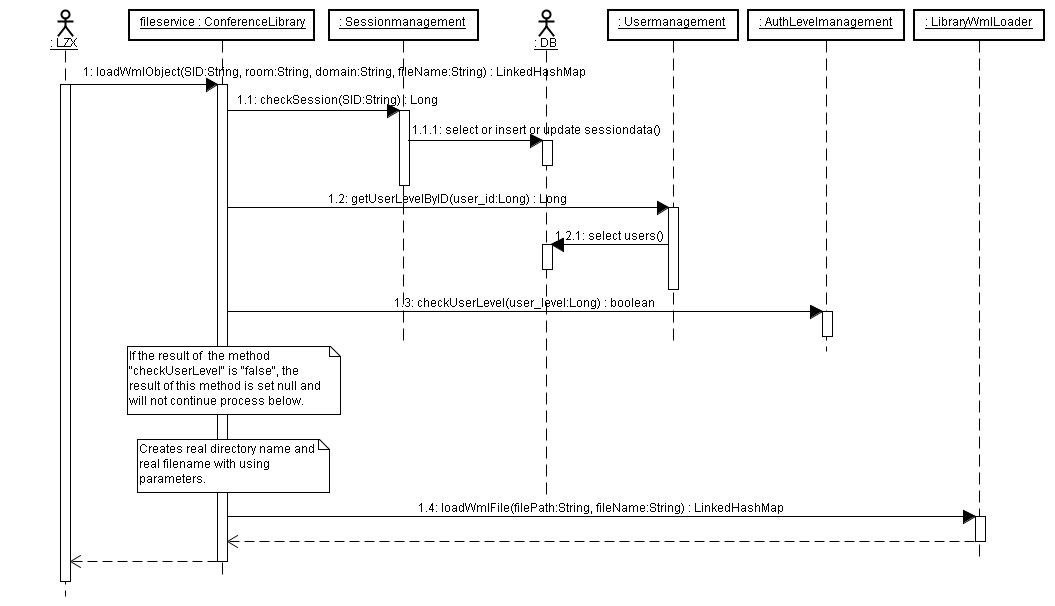 : LZX
fileservice : ConferenceLibrary
: Sessionmanagement
: DB
: Usermanagement
: AuthLevelmanagement
: LibraryWmlLoader
1: loadWmlObject(SID:String, room:String, domain:String, fileName:String) : LinkedHashMap
1.1: checkSession(SID:String) : Long
1.1.1: select or insert or update sessiondata()
1.2: getUserLevelByID(user_id:Long) : Long
1.2.1: select users()
1.3: checkUserLevel(user_level:Long) : boolean
If the result of the method
"checkUserLevel" is "false", the
result of this method is set null and
will not continue process below.
Creates real directory name and
real filename with using
parameters.
1.4: loadWmlFile(filePath:String, fileName:String) : LinkedHashMap